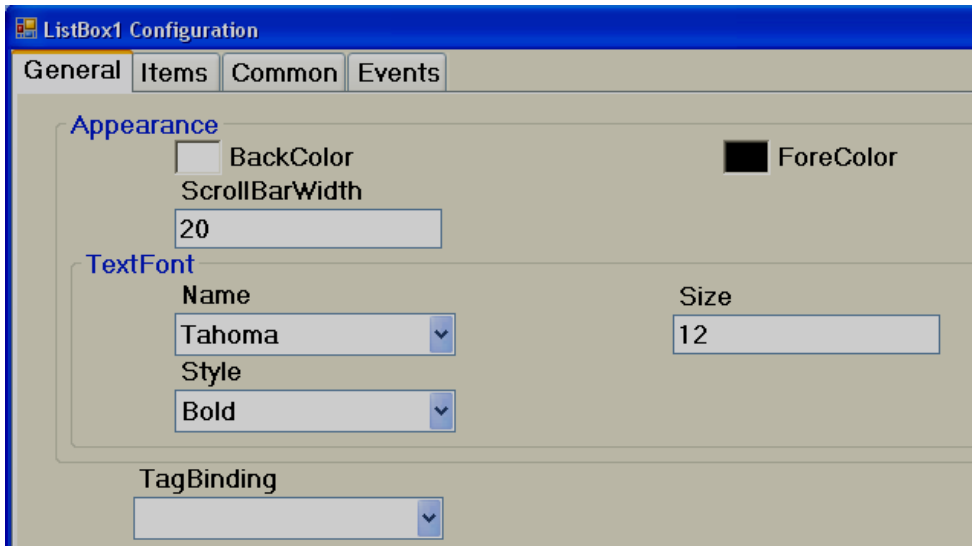 ListBox1 Configuration
General Items Common Events
Appearance
BackColor ForeColor
ScrollBarWidth
20
TextFont
Name Size
Tahoma 12
Style
Bold
TagBinding